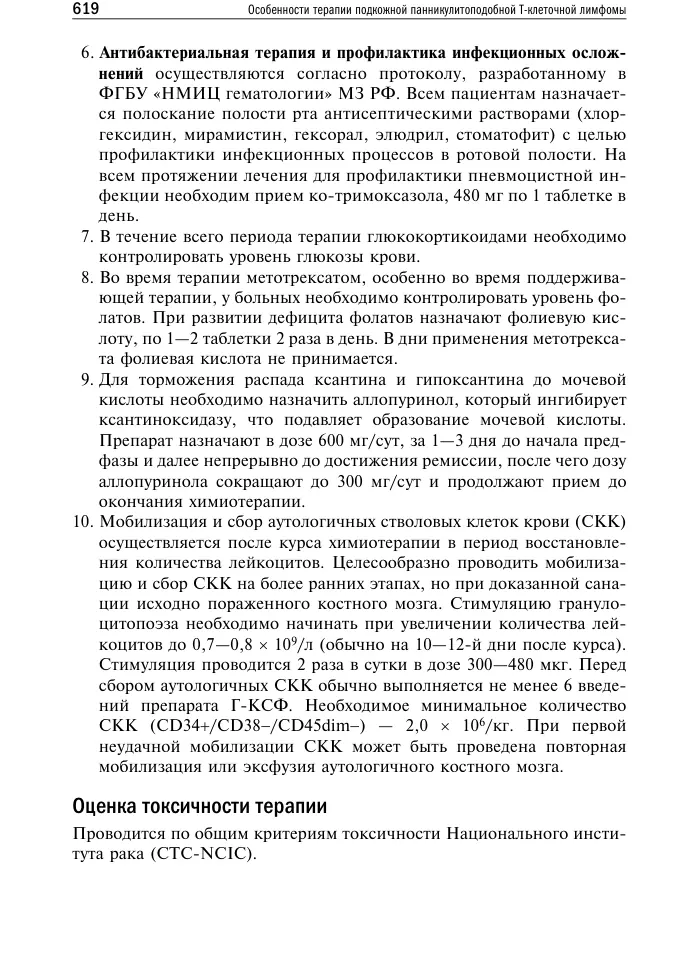 619
Особенности терапии подкожной панникулитоподобной Т-клеточной лимфомы
6. Антибактериальная терапия и профилактика инфекционных ослож-
нений осуществляются согласно протоколу, разработанному в
ФГБУ «НМИЦ гематологии» МЗ РФ. Всем пациентам назначает-
ся полоскание полости рта антисептическими растворами (хлор-
гексидин, мирамистин, гексорал, элюдрил, стоматофит) с целью
профилактики инфекционных процессов в ротовой полости. На
всем протяжении лечения для профилактики пневмоцистной ин-
фекции необходим прием ко-тримоксазола, 480 мг по 1 таблетке в
день.
7. В течение всего периода терапии глюкокортикоидами необходимо
контролировать уровень глюкозы крови.
8. Во время терапии метотрексатом, особенно во время поддержива-
ющей терапии, у больных необходимо контролировать уровень фо-
латов. При развитии дефицита фолатов назначают фолиевую кис-
лоту, по 1—2 таблетки 2 раза в день. В дни применения метотрекса-
та фолиевая кислота не принимается.
9. Для торможения распада ксантина и гипоксантина до мочевой
кислоты необходимо назначить аллопуринол, который ингибирует
ксантиноксидазу, что подавляет образование мочевой кислоты.
Препарат назначают в дозе 600 мг/сут, за 1—3 дня до начала пред-
фазы и далее непрерывно до достижения ремиссии, после чего дозу
аллопуринола сокращают до 300 мг/сут и продолжают прием до
окончания химиотерапии.
10. Мобилизация и сбор аутологичных стволовых клеток крови (СКК)
осуществляется после курса химиотерапии в период восстановле-
ния количества лейкоцитов. Целесообразно проводить мобилиза-
цию и сбор СКК на более ранних этапах, но при доказанной сана-
ции исходно пораженного костного мозга. Стимуляцию грануло-
цитопоэза необходимо начинать при увеличении количества лей-
коцитов до 0,7—0,8 × 10⁹/л (обычно на 10—12-й дни после курса).
Стимуляция проводится 2 раза в сутки в дозе 300—480 мкг. Перед
сбором аутологичных СКК обычно выполняется не менее 6 введе-
ний препарата Г-КСФ. Необходимое минимальное количество
СКК (CD34+/CD38–/CD45dim–) — 2,0 × 10⁶/кг. При первой
неудачной мобилизации СКК может быть проведена повторная
мобилизация или эксфузия аутологичного костного мозга.
Оценка токсичности терапии
Проводится по общим критериям токсичности Национального инсти-
тута рака (CTC-NCIC).